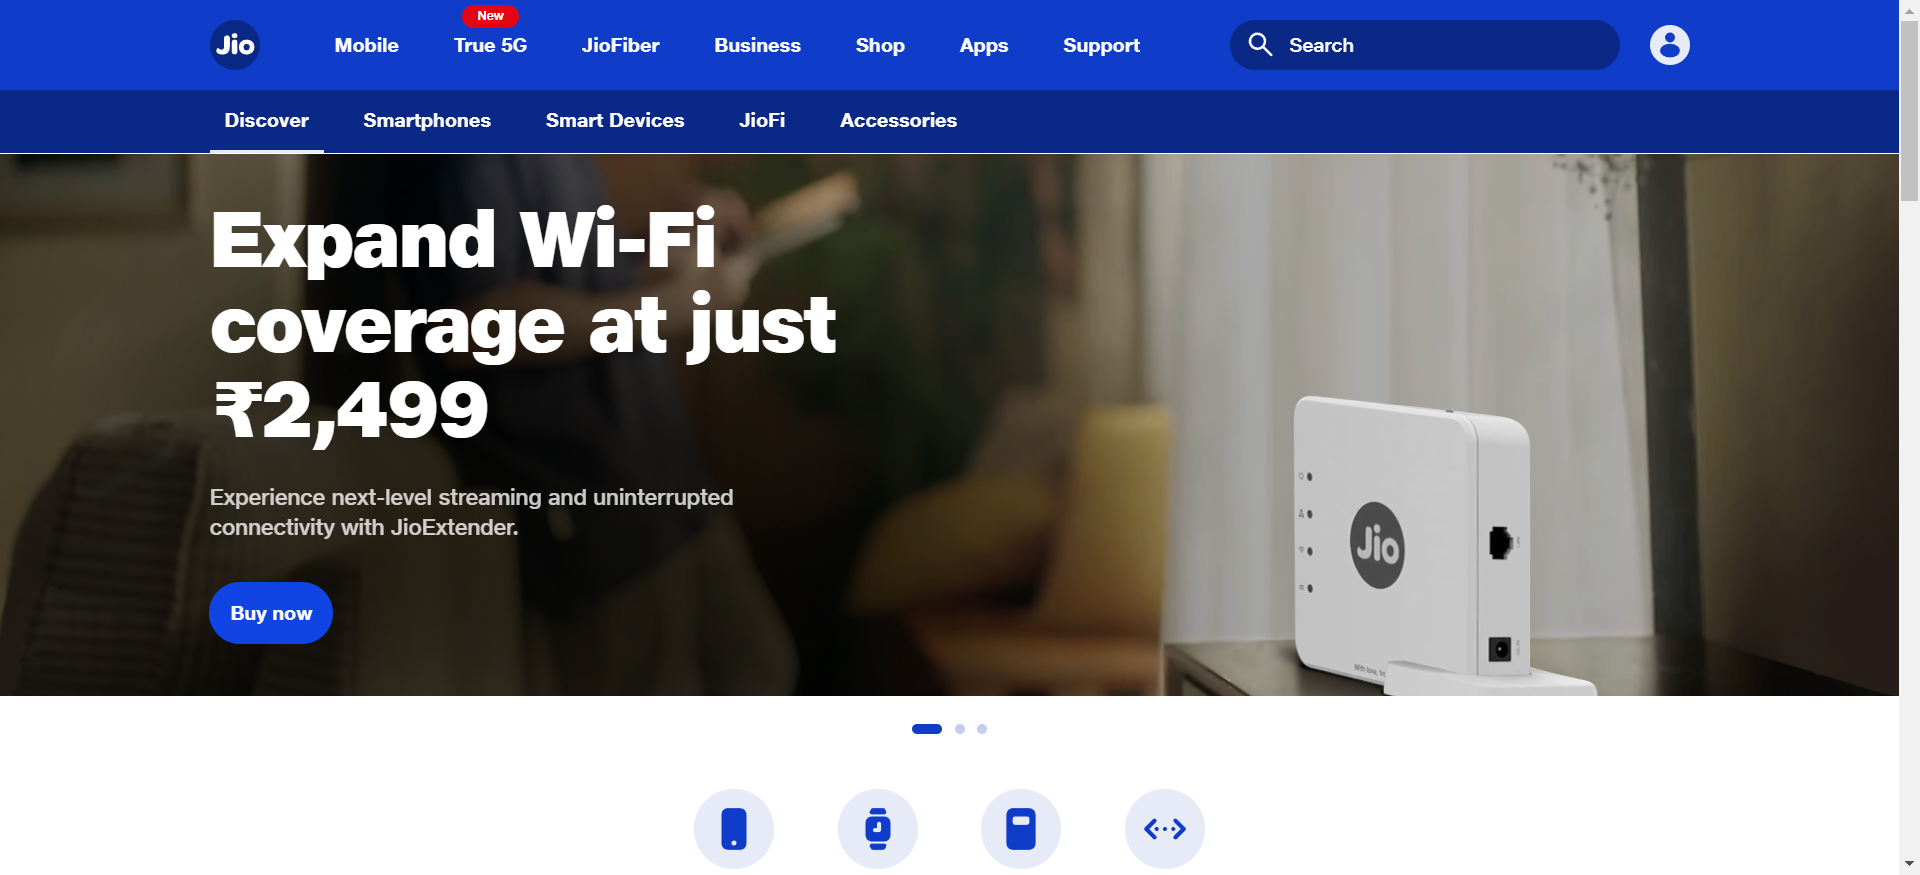 New
Jio
Mobile
True 5G
JioFiber
Business
Shop
Apps
Support
Search
Discover
Smartphones
Smart Devices
JioFi
Accessories
Expand Wi-Fi
coverage at just
₹2,499
Experience next-level streaming and uninterrupted
connectivity with JioExtender.
Buy now
Jio
With love,